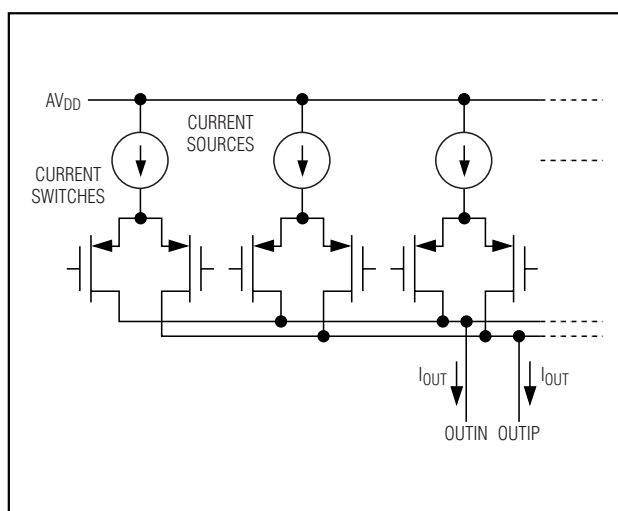 AVDD
CURRENT
SOURCES
CURRENT
SWITCHES
IOUT
IOUT
OUTIN
OUTIP